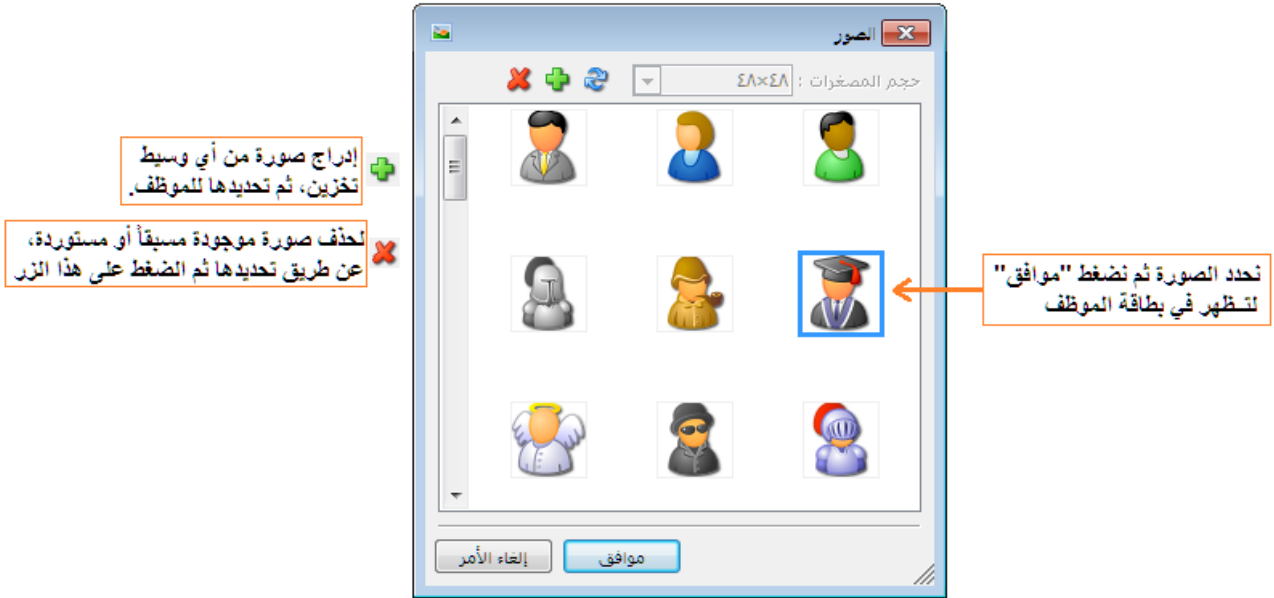 الصور
حجم المصغرات : ٤٨×٤٨
إدراج صورة من أي وسيط
تخزين، ثم تحديدها للموظف.
لحذف صورة موجودة مسبقاً أو مستوردة،
عن طريق تحديدها ثم الضغط على هذا الزر
نحدد الصورة ثم نضغط "موافق"
لتظهر في بطاقة الموظف
موافق
إلغاء الأمر